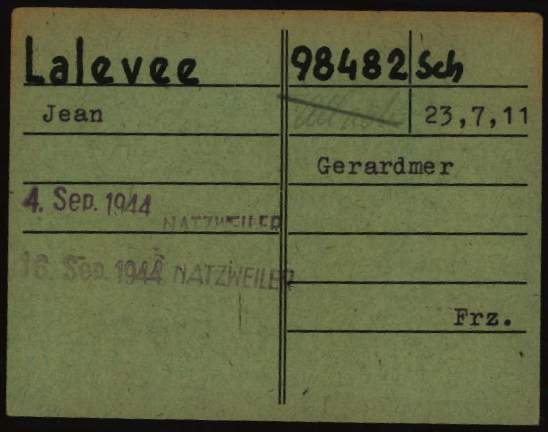 Lalevee 98482 Sch
Jean 23,7,11
Gerardmer
4. Sep. 1944 NATZWEILER
16. Sep. 1944 NATZWEILER
Frz.